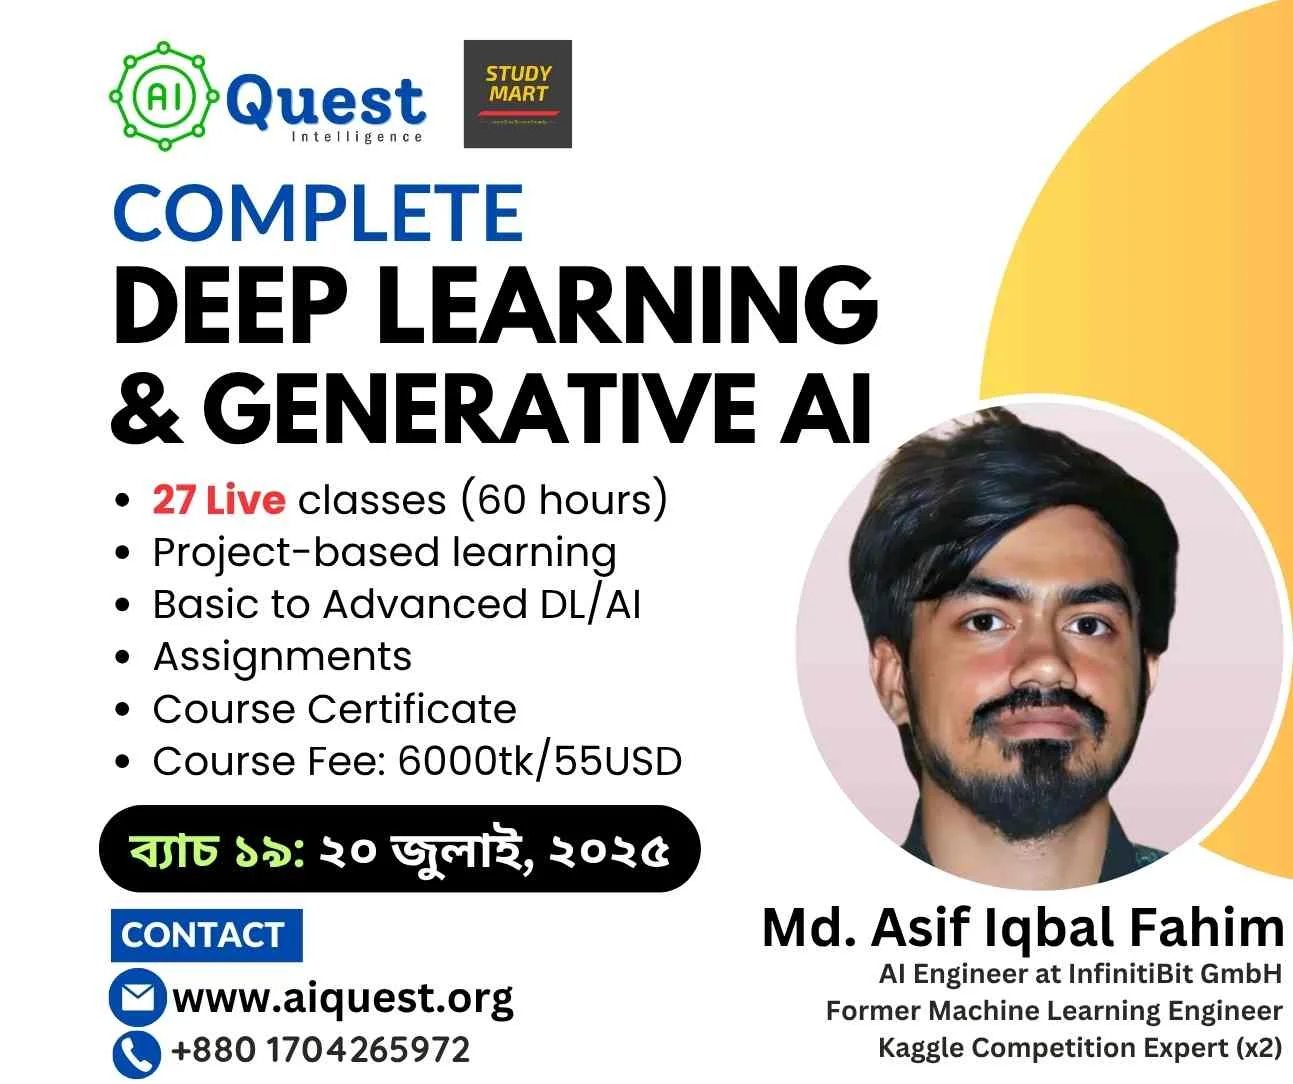 AI Quest
Intelligence
STUDY
MART
COMPLETE
DEEP LEARNING
& GENERATIVE AI
• 27 Live classes (60 hours)
• Project-based learning
• Basic to Advanced DL/AI
• Assignments
• Course Certificate
• Course Fee: 6000tk/55USD
ব্যাচ ১৯: ২০ জুলাই, ২০২৫
CONTACT
www.aiquest.org
+880 1704265972
Md. Asif Iqbal Fahim
AI Engineer at InfinitiBit GmbH
Former Machine Learning Engineer
Kaggle Competition Expert (x2)